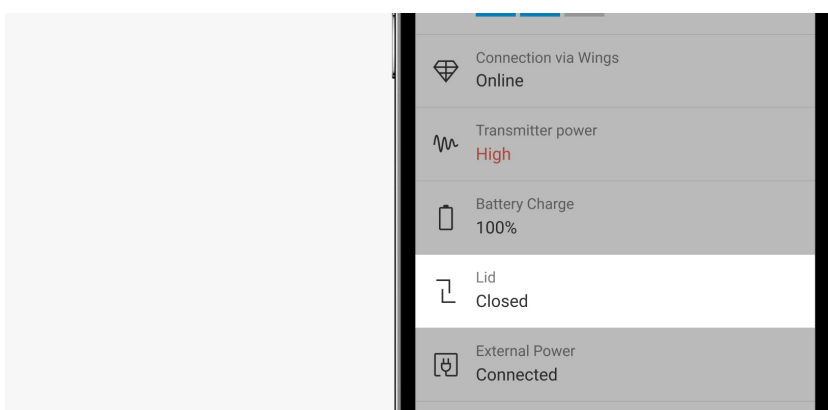 Connection via Wings
Online
Transmitter power
High
Battery Charge
100%
Lid
Closed
External Power
Connected